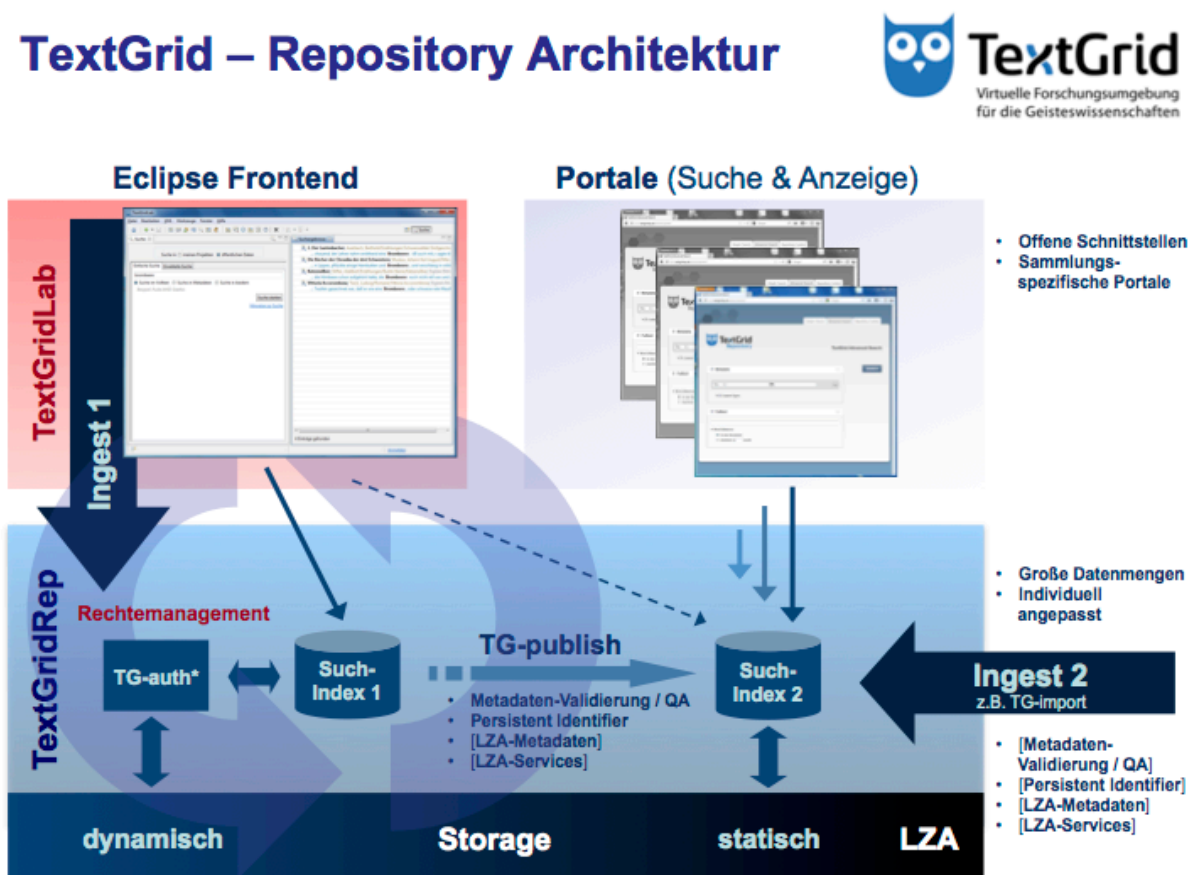 TextGrid – Repository Architektur
TextGrid
Virtuelle Forschungsumgebung
für die Geisteswissenschaften
Eclipse Frontend
Portale (Suche & Anzeige)
TextGridLab
Ingest 1
TextGrid
Repository
• Offene Schnittstellen
• Sammlungs-
spezifische Portale
TextGridRep
Rechtemanagement
TG-auth*
Such-
Index 1
TG-publish
• Metadaten-Validierung / QA
• Persistent Identifier
• [LZA-Metadaten]
• [LZA-Services]
Such-
Index 2
• Große Datenmengen
• Individuell
angepasst
Ingest 2
z.B. TG-import
• [Metadaten-
Validierung / QA]
• [Persistent Identifier]
• [LZA-Metadaten]
• [LZA-Services]
dynamisch
Storage
statisch
LZA